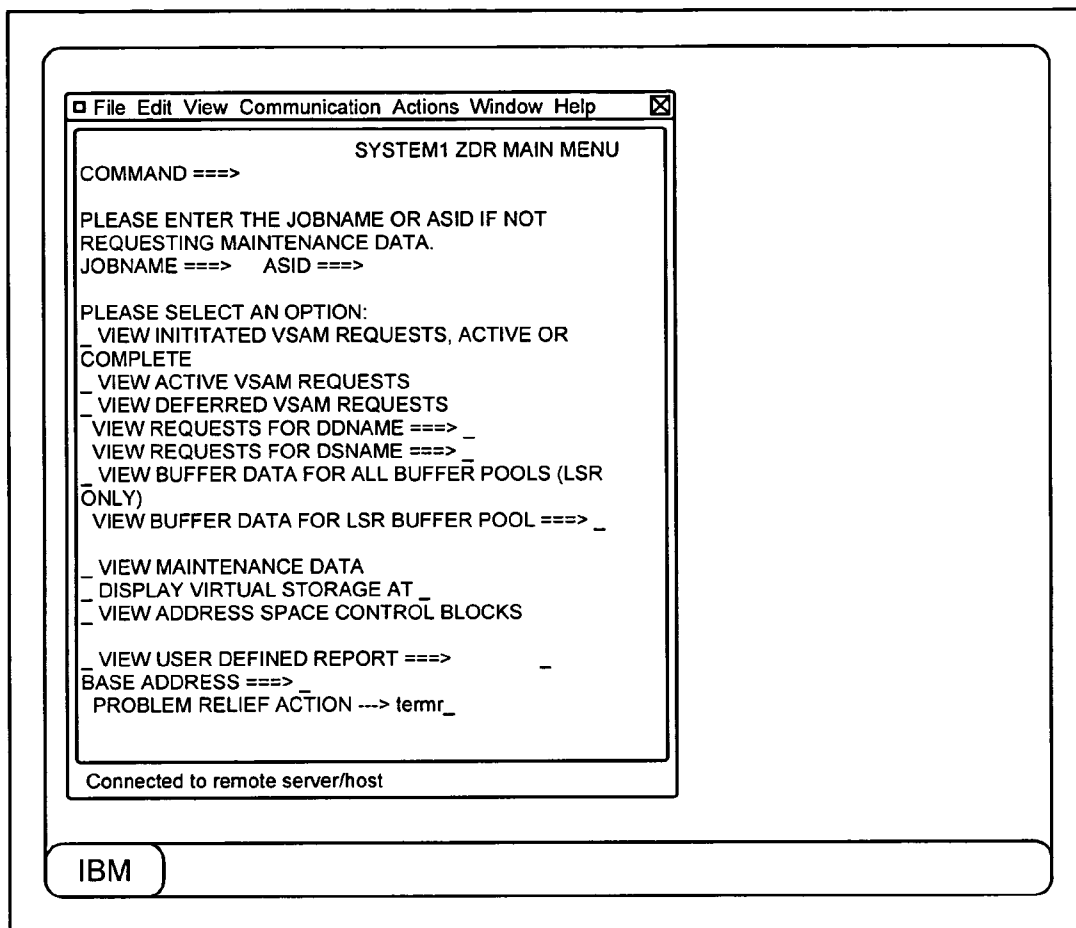 File Edit View Communication Actions Window Help
SYSTEM1 ZDR MAIN MENU
COMMAND ===>
PLEASE ENTER THE JOBNAME OR ASID IF NOT
REQUESTING MAINTENANCE DATA.
JOBNAME ===> ASID ===>
PLEASE SELECT AN OPTION:
_ VIEW INITITATED VSAM REQUESTS, ACTIVE OR
COMPLETE
_ VIEW ACTIVE VSAM REQUESTS
_ VIEW DEFERRED VSAM REQUESTS
VIEW REQUESTS FOR DDNAME ===> _
VIEW REQUESTS FOR DSNAME ===> _
_ VIEW BUFFER DATA FOR ALL BUFFER POOLS (LSR
ONLY)
VIEW BUFFER DATA FOR LSR BUFFER POOL ===> _
_ VIEW MAINTENANCE DATA
_ DISPLAY VIRTUAL STORAGE AT _
_ VIEW ADDRESS SPACE CONTROL BLOCKS
_ VIEW USER DEFINED REPORT ===> _
BASE ADDRESS ===> _
PROBLEM RELIEF ACTION ---> termr_
Connected to remote server/host
IBM